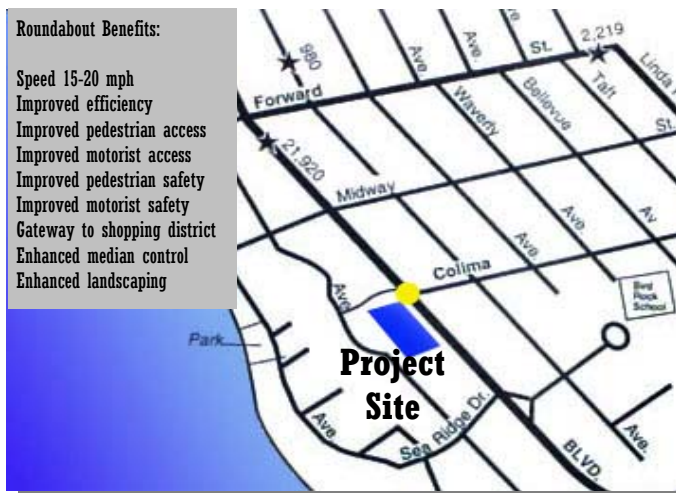 Roundabout Benefits:
Speed 15-20 mph
Improved efficiency
Improved pedestrian access
Improved motorist access
Improved pedestrian safety
Improved motorist safety
Gateway to shopping district
Enhanced median control
Enhanced landscaping
980
Ave.
Ave.
St.
2,219
Linda
Forward
Waverly
Bellevue
Taft
St.
21,920
Midway
Ave.
Ave.
Av
Colima
Ave.
Bird
Rock
School
Park
Project
Site
Ave.
Sea Ridge Dr.
BLVD.
Ave.